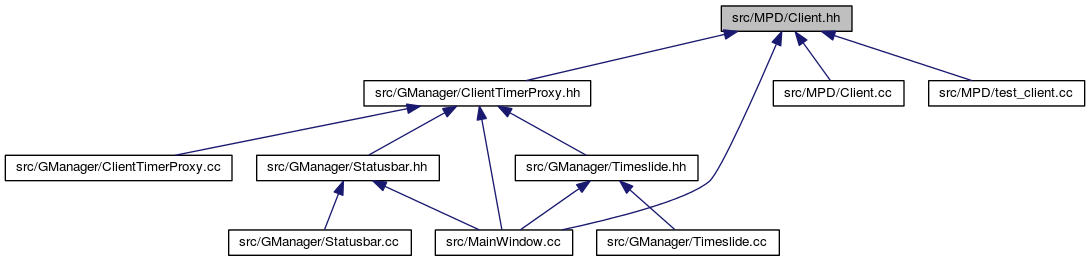 src/MPD/Client.hh
src/GManager/ClientTimerProxy.hh
src/MPD/Client.cc
src/MPD/test_client.cc
src/GManager/ClientTimerProxy.cc
src/GManager/Statusbar.hh
src/GManager/Timeslide.hh
src/GManager/Statusbar.cc
src/MainWindow.cc
src/GManager/Timeslide.cc